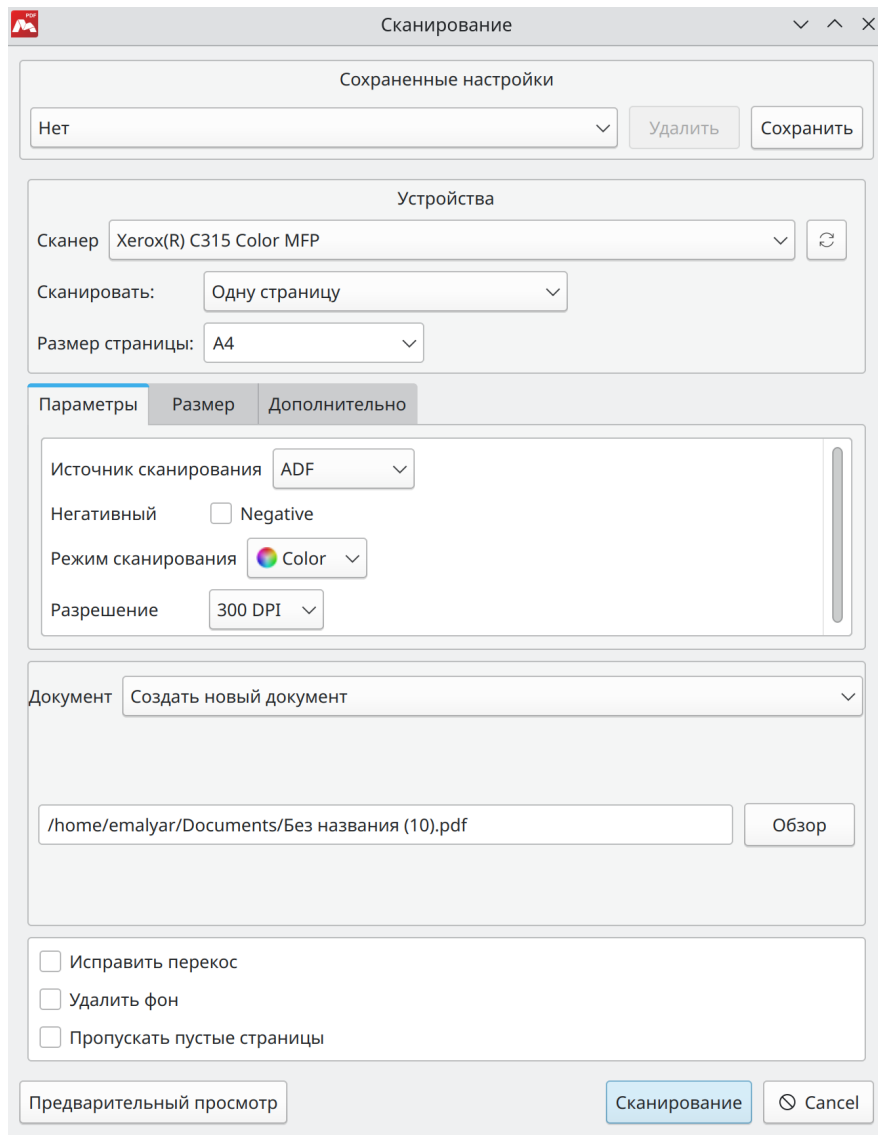 PDF
Сканирование
Сохраненные настройки
Нет
Удалить
Сохранить
Устройства
Сканер Xerox(R) C315 Color MFP
Сканировать: Одну страницу
Размер страницы: A4
Параметры Размер Дополнительно
Источник сканирования ADF
Негативный Negative
Режим сканирования Color
Разрешение 300 DPI
Документ Создать новый документ
/home/emalyar/Documents/Без названия (10).pdf Обзор
Исправить перекос
Удалить фон
Пропускать пустые страницы
Предварительный просмотр Сканирование Cancel